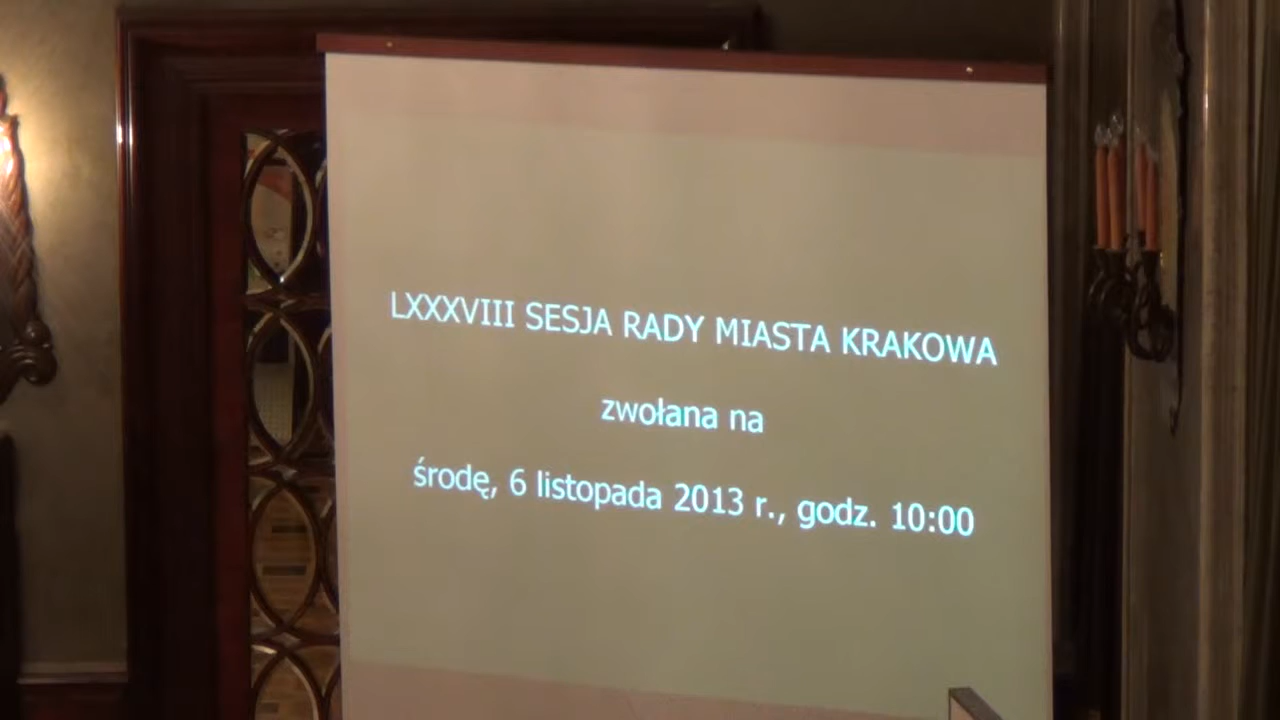 LXXXVIII SESJA RADY MIASTA KRAKOWA
zwołana na
środę, 6 listopada 2013 r., godz. 10:00